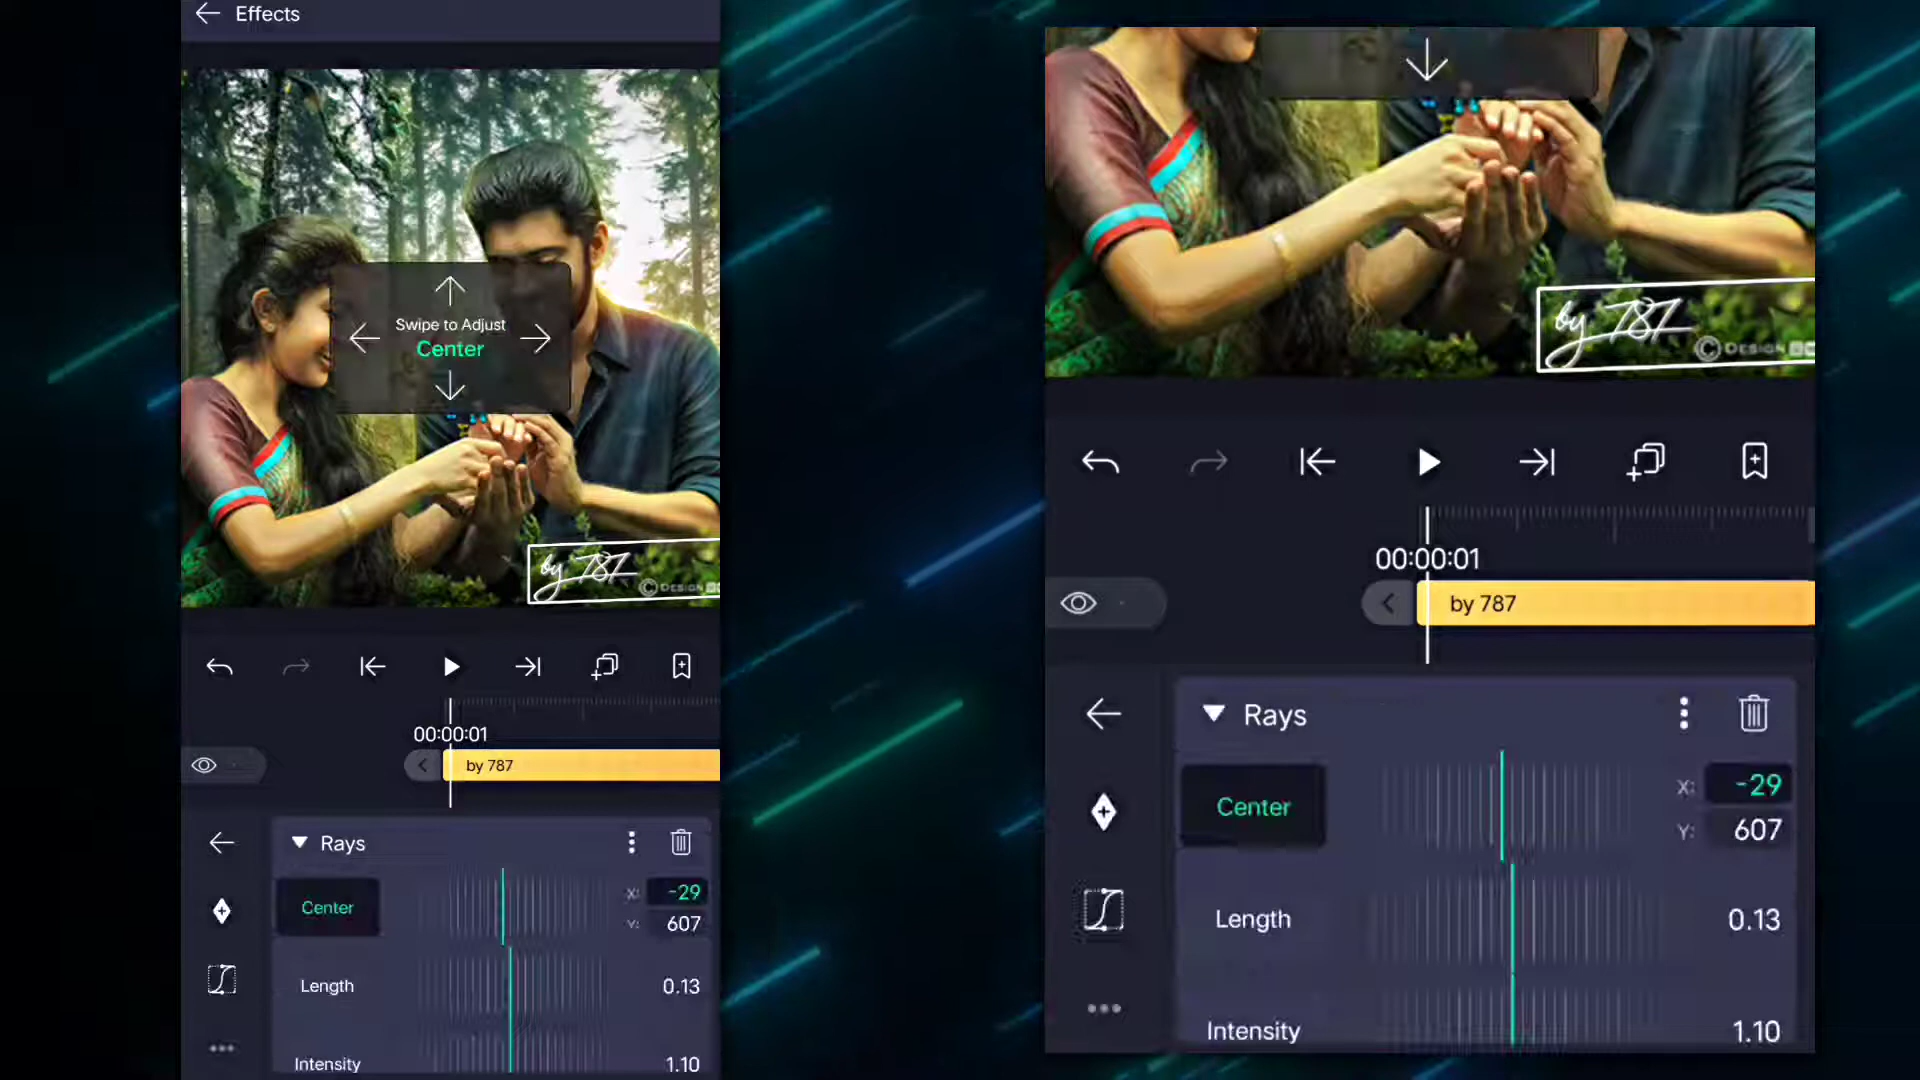 Effects
Swipe to Adjust
Center
by 787
© DESIGN
00:00:01
by 787
Rays
Center
X: -29
Y: 607
Length
0.13
Intensity
1.10
by 787
© DESIGN
00:00:01
by 787
Rays
Center
X: -29
Y: 607
Length
0.13
Intensity
1.10